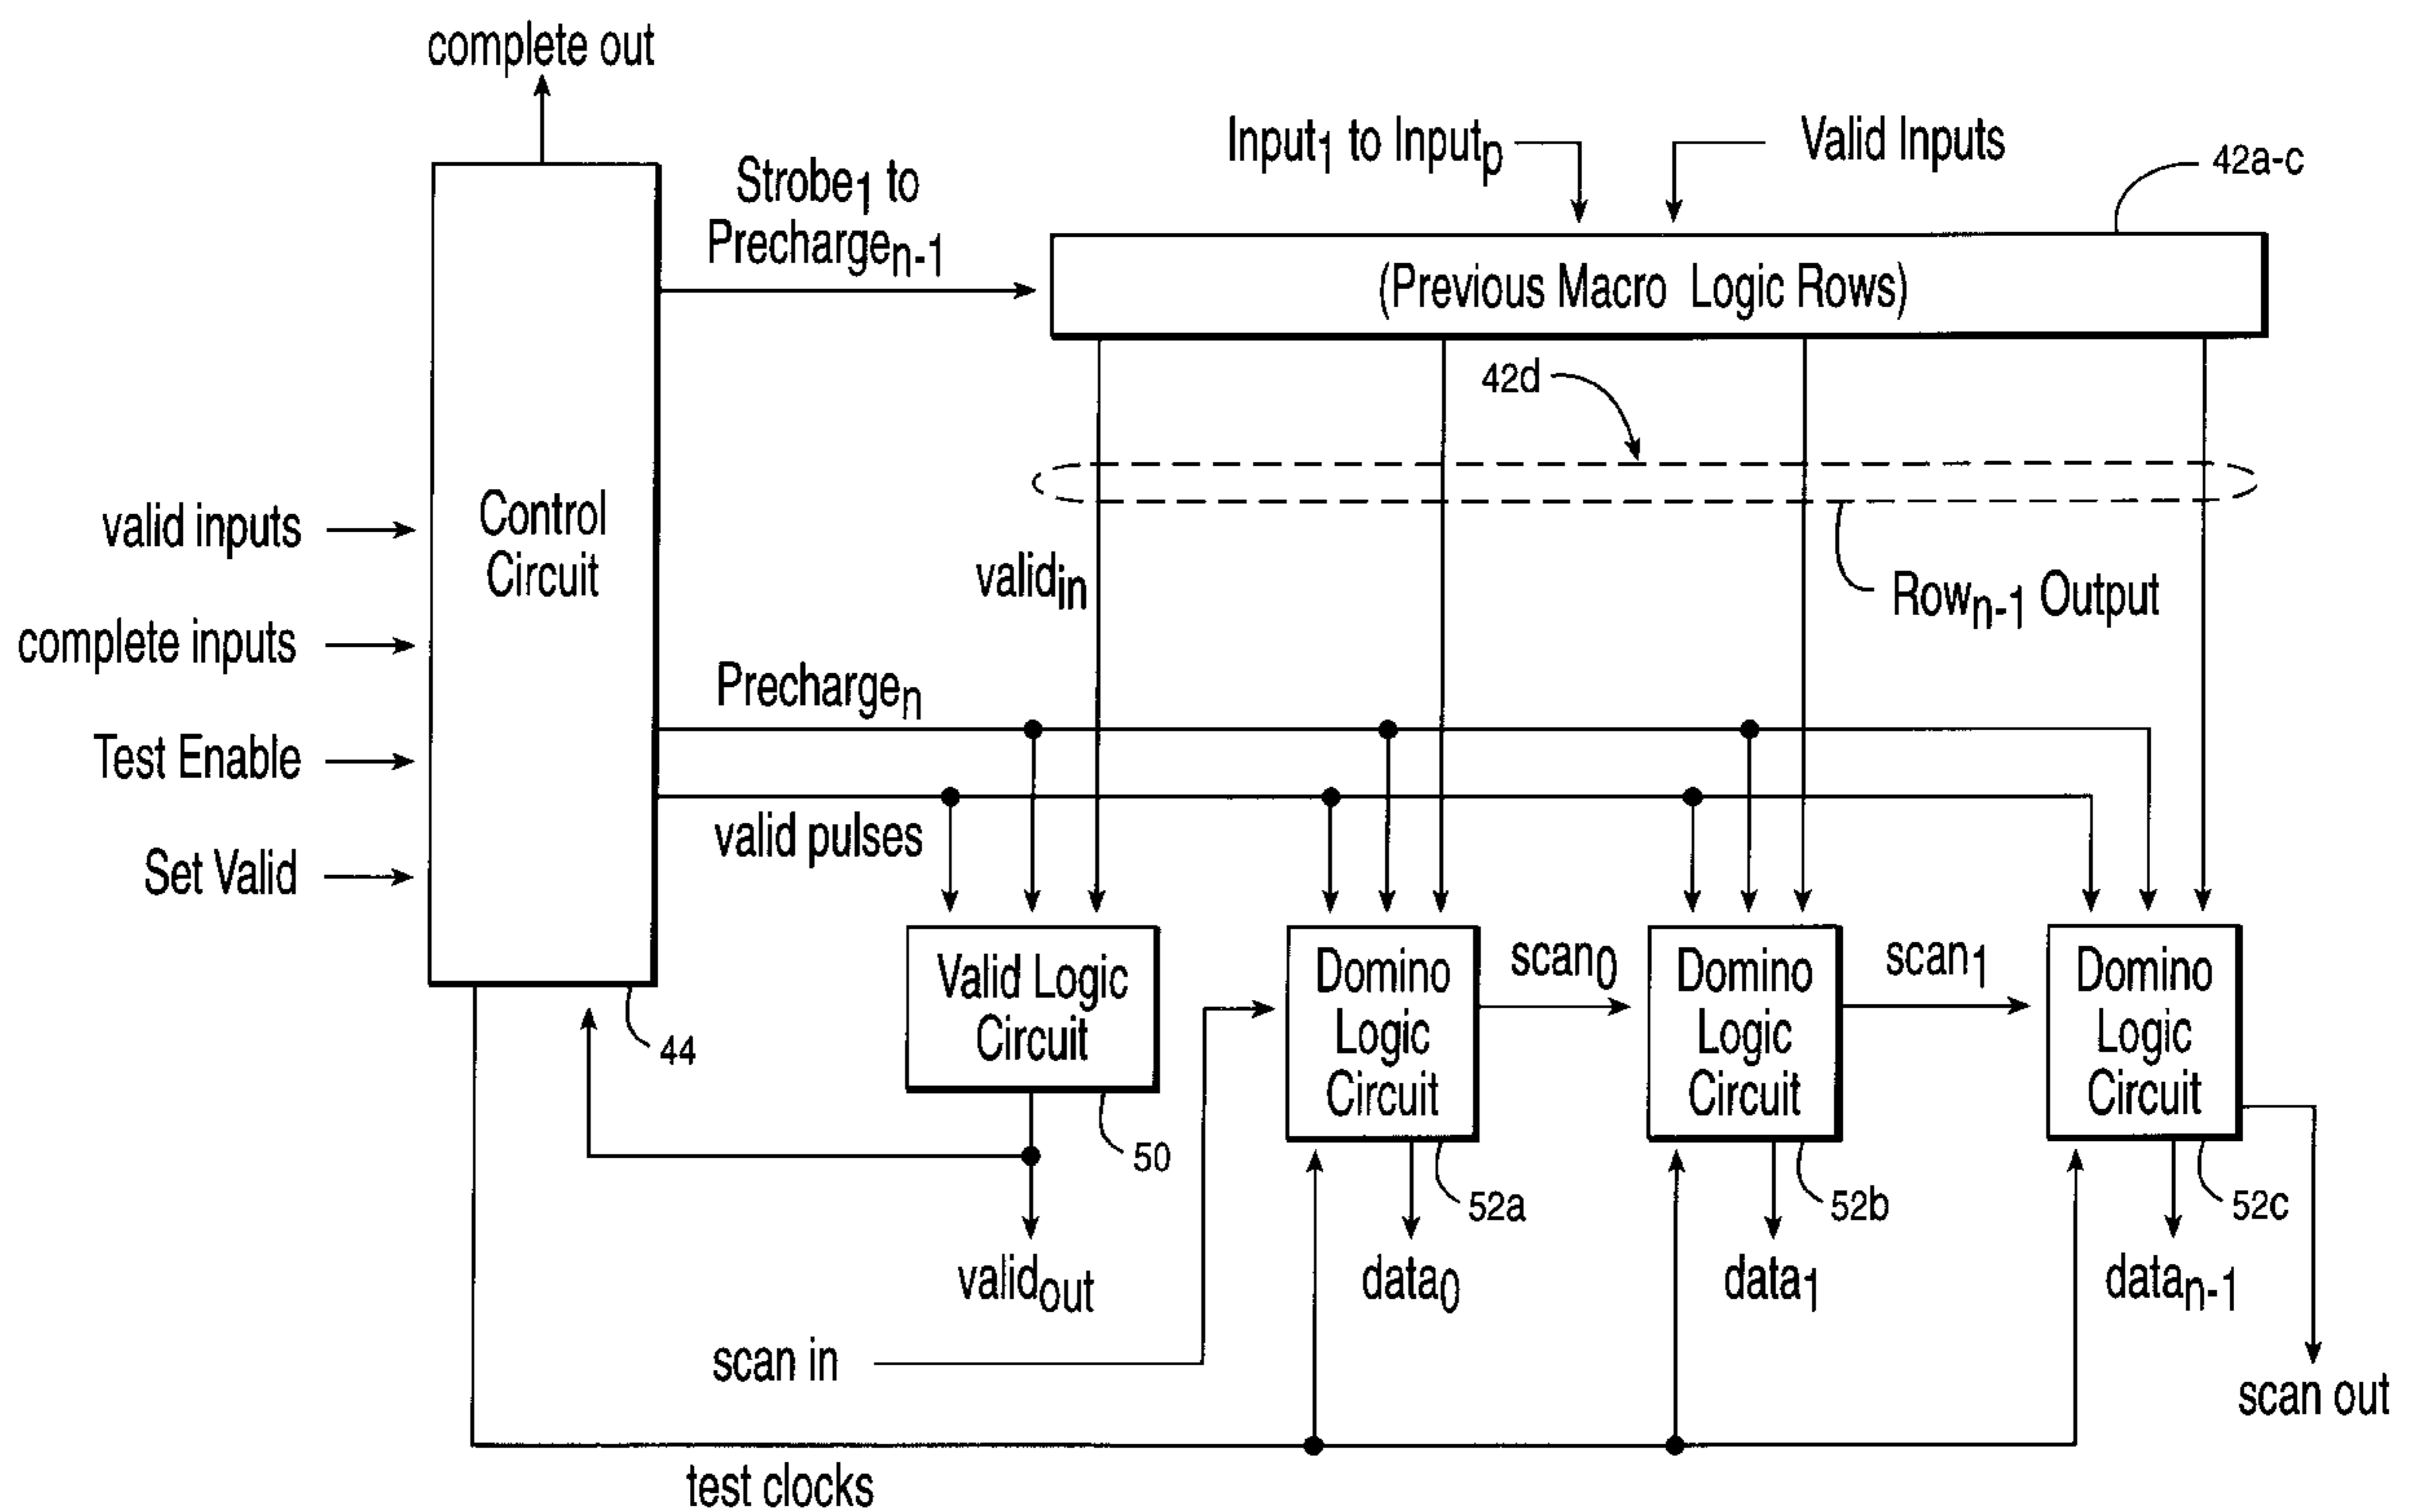 complete out
Strobe1 to
Prechargen-1
Input1 to Inputp
Valid Inputs
42a-c
(Previous Macro Logic Rows)
42d
Control
Circuit
valid inputs
complete inputs
Test Enable
Set Valid
validin
Rown-1 Output
Prechargen
valid pulses
Valid Logic
Circuit
Domino
Logic
Circuit
scan0
Domino
Logic
Circuit
scan1
Domino
Logic
Circuit
44
50
52a
52b
52c
validout
data0
data1
datan-1
scan in
scan out
test clocks